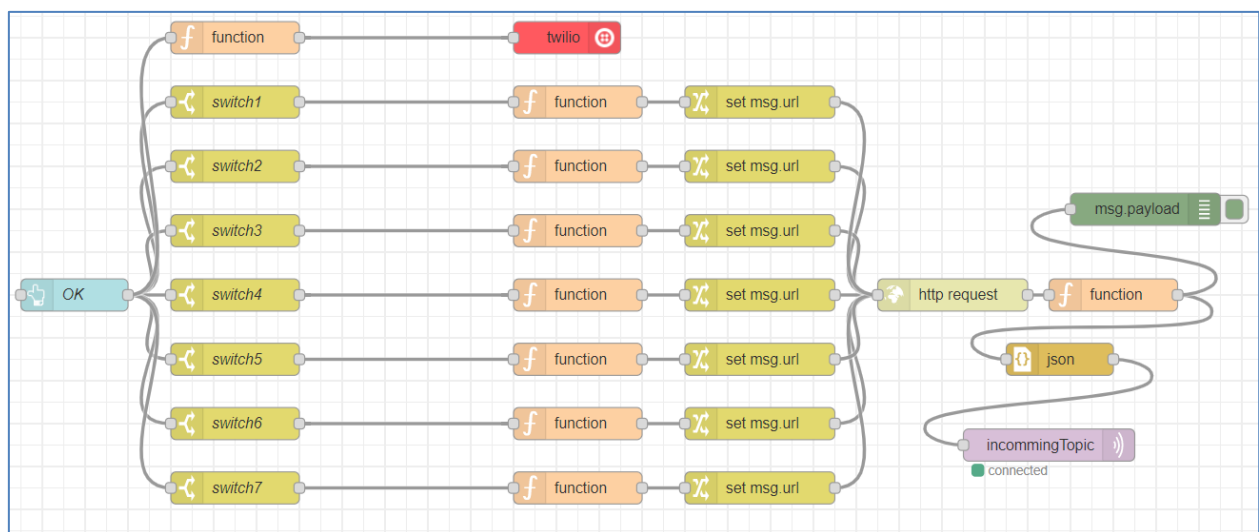 function twilio
switch1 function set msg.url
switch2 function set msg.url
msg.payload
switch3 function set msg.url
OK switch4 function set msg.url http request function
switch5 function set msg.url json
switch6 function set msg.url
incommingTopic
connected
switch7 function set msg.url